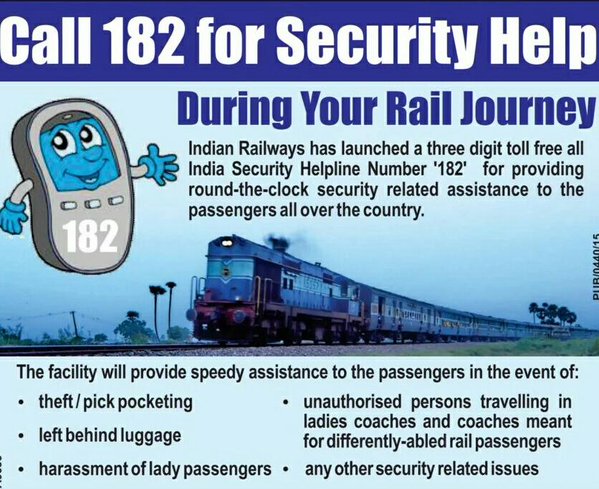 Call 182 for Security Help
During Your Rail Journey
Indian Railways has launched a three digit toll free all
India Security Helpline Number '182' for providing
round-the-clock security related assistance to the
passengers all over the country.
182
PUB/0440/15
The facility will provide speedy assistance to the passengers in the event of:
• theft / pick pocketing
• left behind luggage
• harassment of lady passengers
• unauthorised persons travelling in
ladies coaches and coaches meant
for differently-abled rail passengers
• any other security related issues